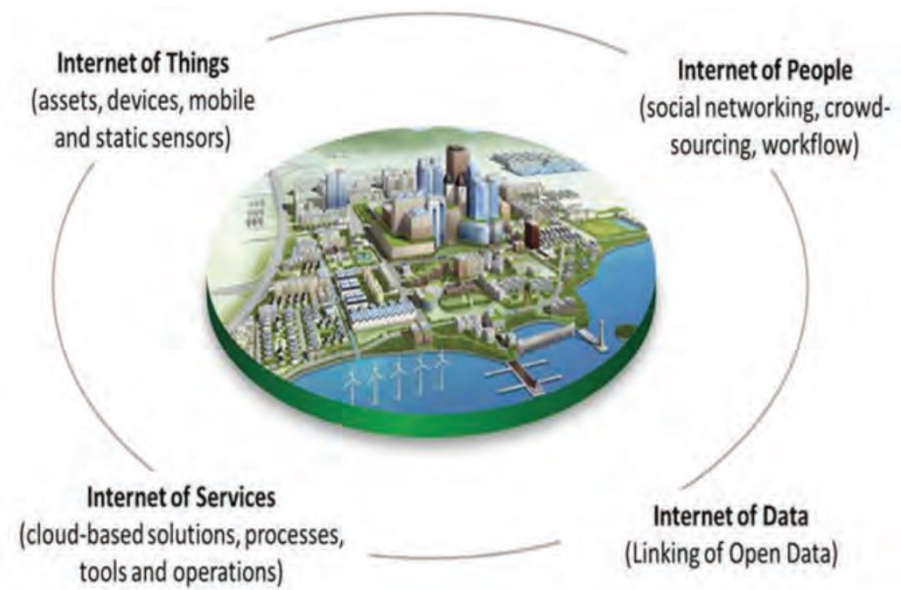 Internet of Things
(assets, devices, mobile
and static sensors)
Internet of People
(social networking, crowd-
sourcing, workflow)
Internet of Services
(cloud-based solutions, processes,
tools and operations)
Internet of Data
(Linking of Open Data)